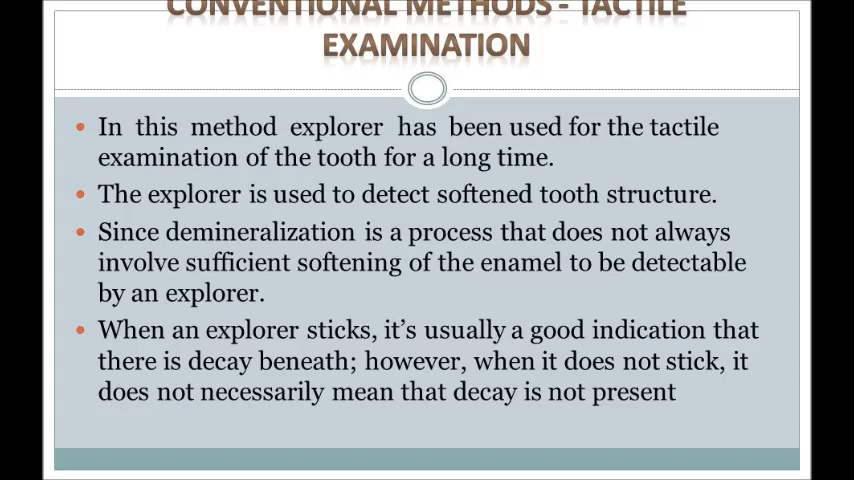 CONVENTIONAL METHODS - TACTILE
EXAMINATION
In this method explorer has been used for the tactile
examination of the tooth for a long time.
The explorer is used to detect softened tooth structure.
Since demineralization is a process that does not always
involve sufficient softening of the enamel to be detectable
by an explorer.
When an explorer sticks, it's usually a good indication that
there is decay beneath; however, when it does not stick, it
does not necessarily mean that decay is not present